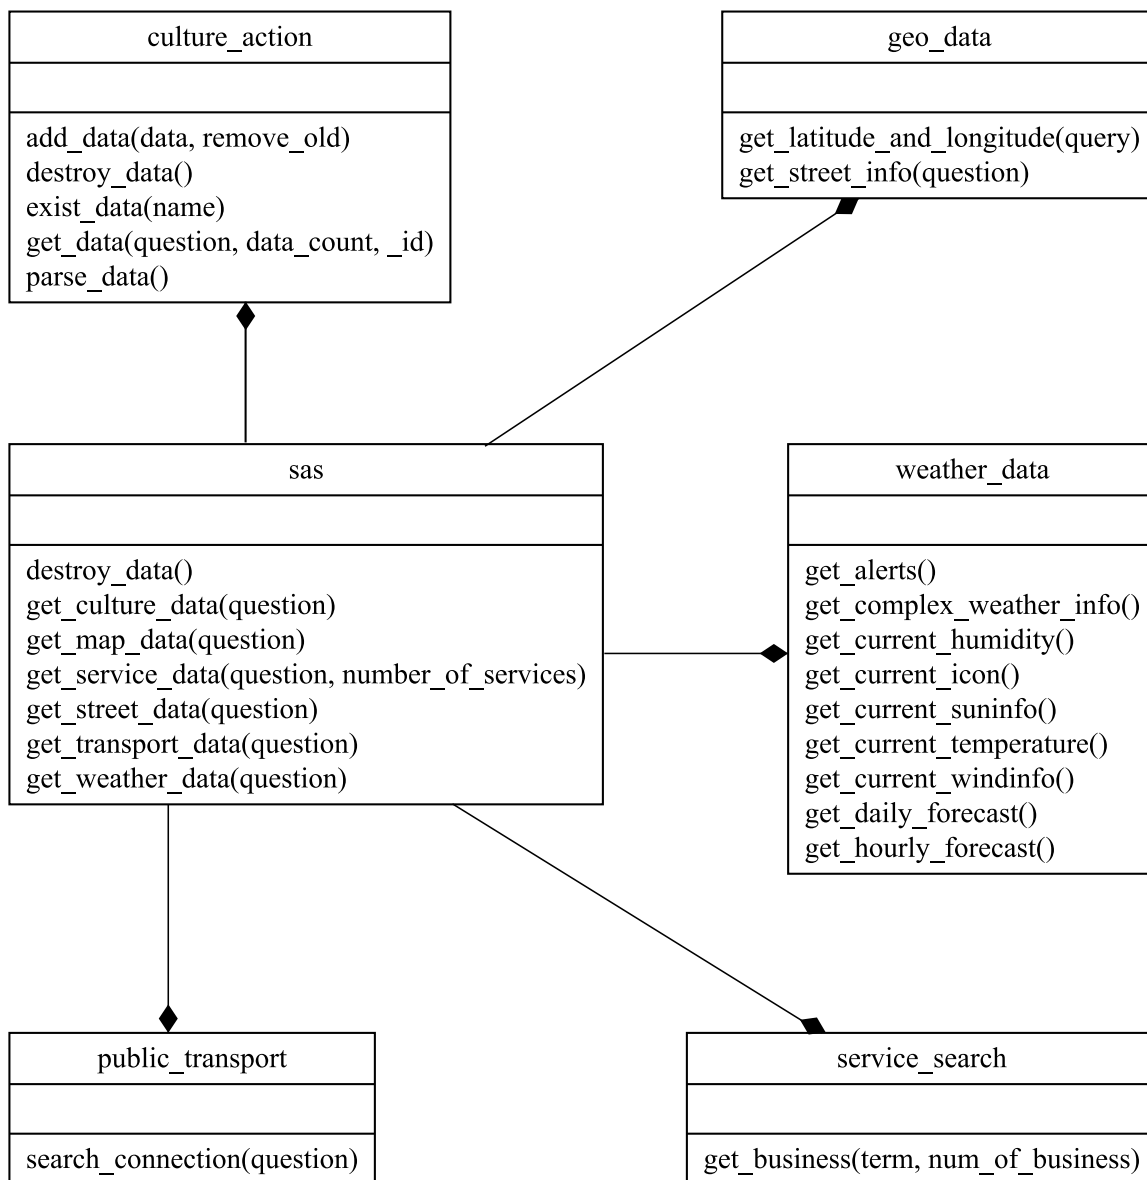 culture_action
add_data(data, remove_old)
destroy_data()
exist_data(name)
get_data(question, data_count, _id)
parse_data()
geo_data
get_latitude_and_longitude(query)
get_street_info(question)
sas
destroy_data()
get_culture_data(question)
get_map_data(question)
get_service_data(question, number_of_services)
get_street_data(question)
get_transport_data(question)
get_weather_data(question)
weather_data
get_alerts()
get_complex_weather_info()
get_current_humidity()
get_current_icon()
get_current_suninfo()
get_current_temperature()
get_current_windinfo()
get_daily_forecast()
get_hourly_forecast()
public_transport
search_connection(question)
service_search
get_business(term, num_of_business)